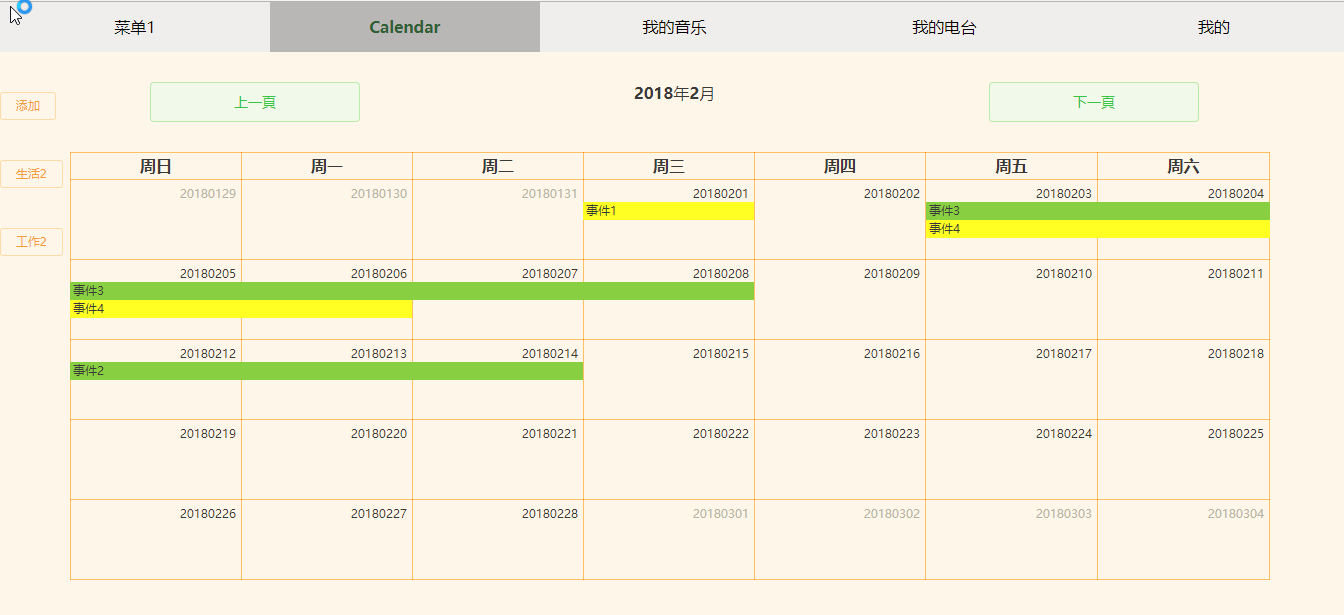 菜单1 Calendar 我的音乐 我的电台 我的
添加 上一頁 2018年2月 下一頁
生活2
工作2
周日 周一 周二 周三 周四 周五 周六
20180129 20180130 20180131 20180201 20180202 20180203 20180204
事件1 事件3
事件4
20180205 20180206 20180207 20180208 20180209 20180210 20180211
事件3
事件4
20180212 20180213 20180214 20180215 20180216 20180217 20180218
事件2
20180219 20180220 20180221 20180222 20180223 20180224 20180225
20180226 20180227 20180228 20180301 20180302 20180303 20180304